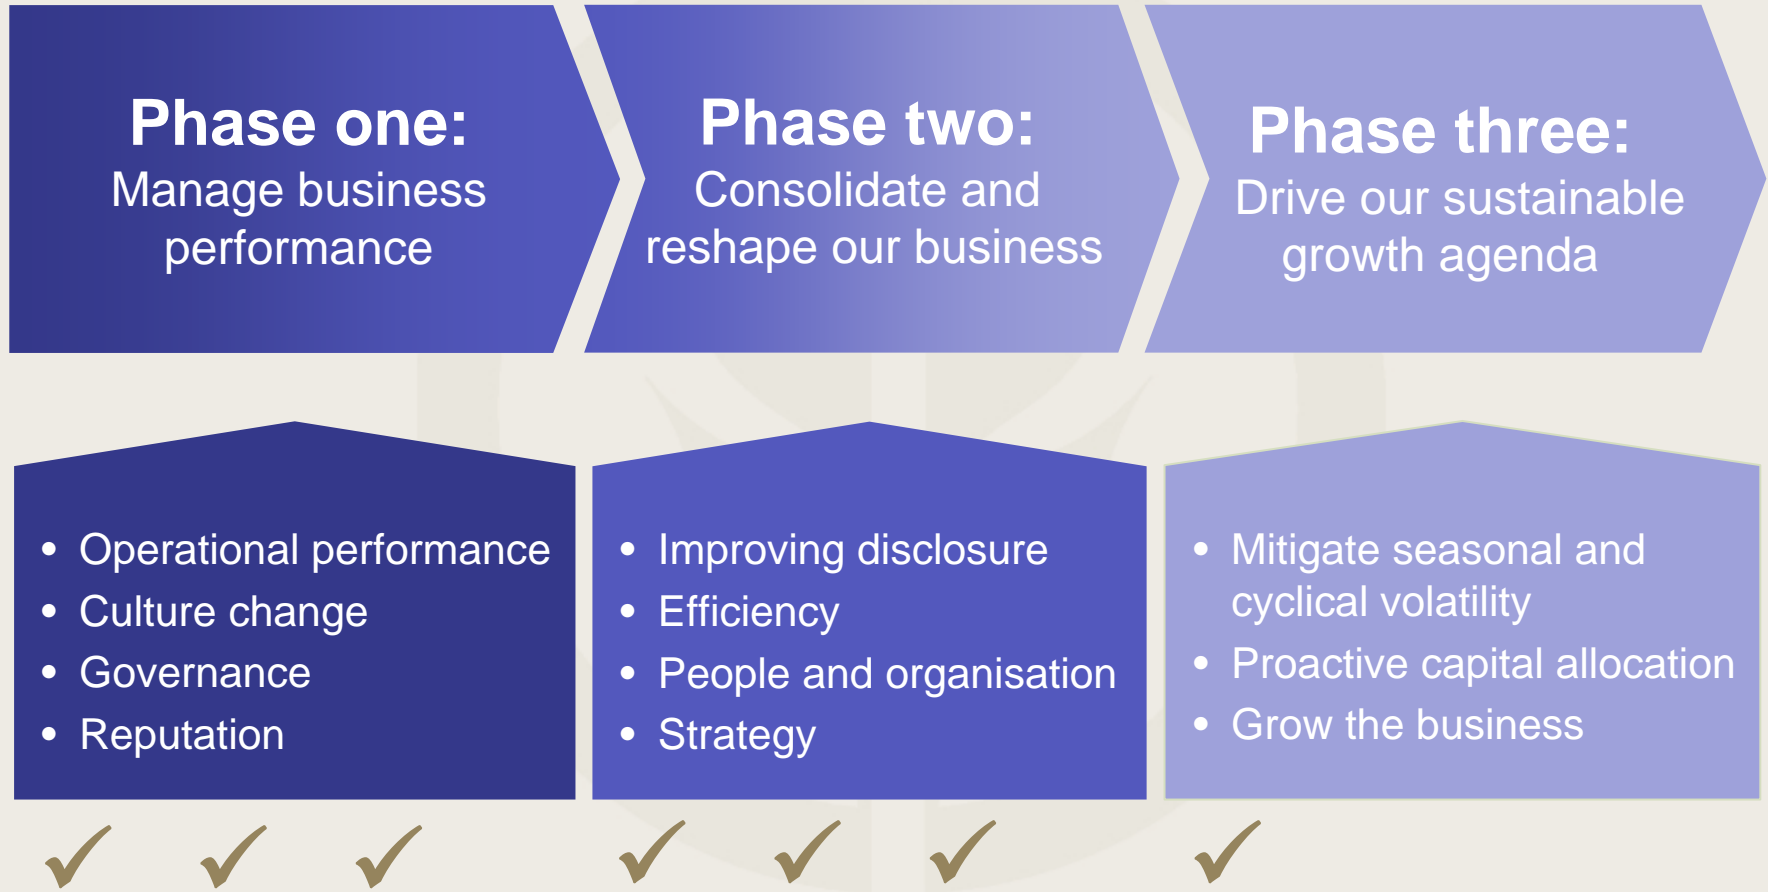 Phase one:
Manage business
performance
Phase two:
Consolidate and
reshape our business
Phase three:
Drive our sustainable
growth agenda
• Operational performance
• Culture change
• Governance
• Reputation
• Improving disclosure
• Efficiency
• People and organisation
• Strategy
• Mitigate seasonal and
cyclical volatility
• Proactive capital allocation
• Grow the business
✓ ✓ ✓ ✓ ✓ ✓ ✓